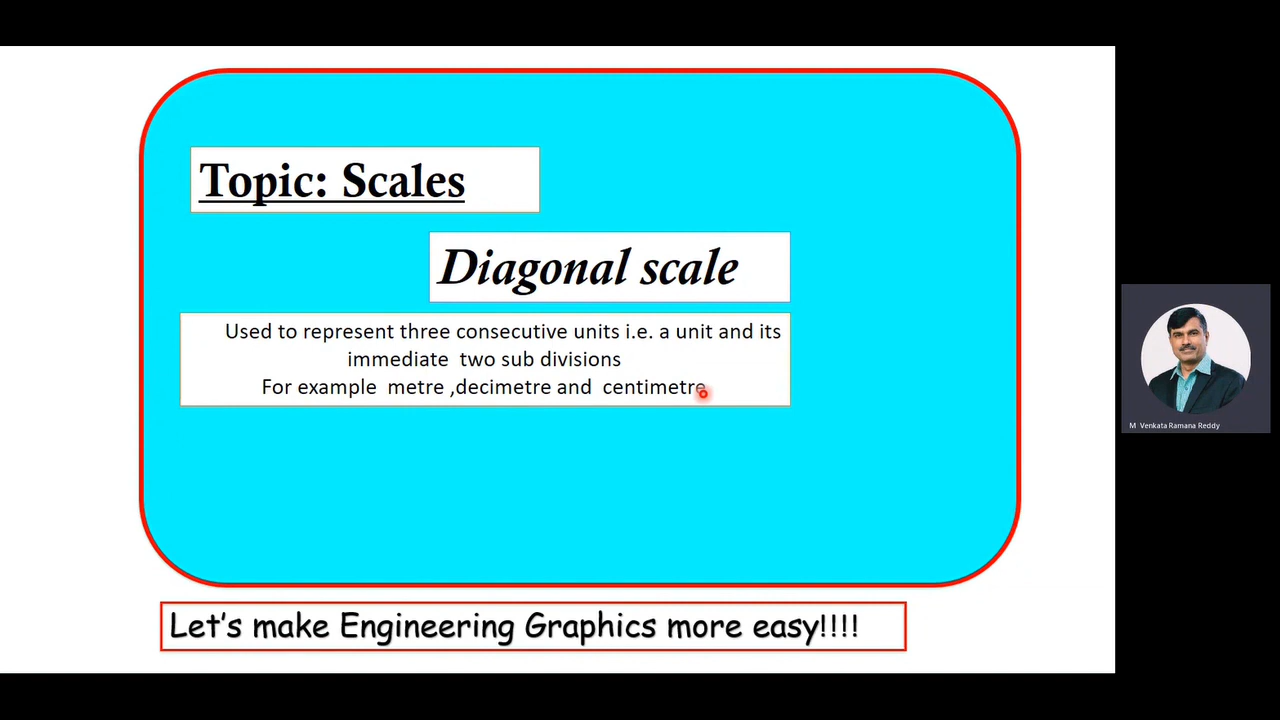 Topic: Scales
Diagonal scale
Used to represent three consecutive units i.e. a unit and its
immediate two sub divisions
For example metre ,decimetre and centimetre
M Venkata Ramana Reddy
Let's make Engineering Graphics more easy!!!!